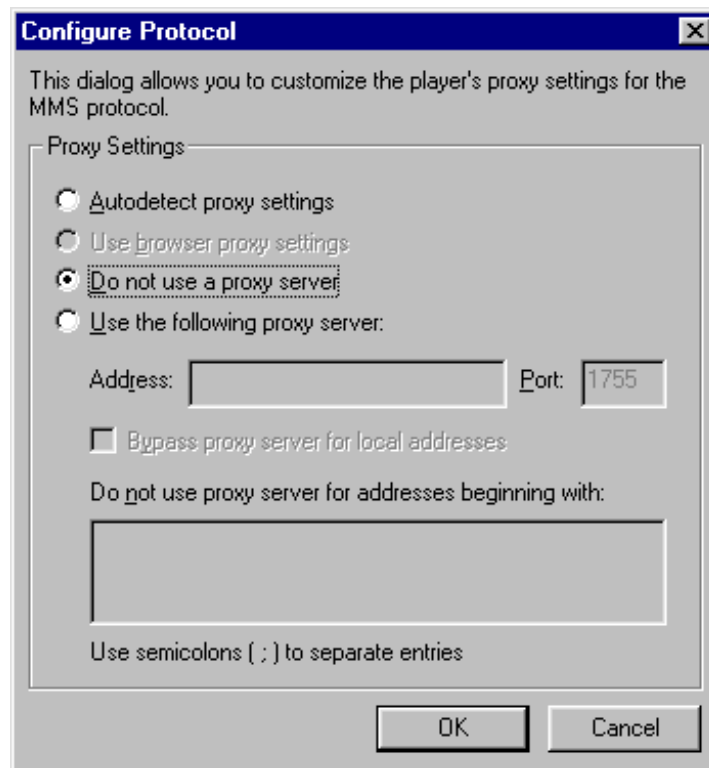 Configure Protocol
This dialog allows you to customize the player's proxy settings for the
MMS protocol.
Proxy Settings
Autodetect proxy settings
Use browser proxy settings
Do not use a proxy server
Use the following proxy server:
Address: Port: 1755
Bypass proxy server for local addresses
Do not use proxy server for addresses beginning with:
Use semicolons ( ; ) to separate entries
OK Cancel